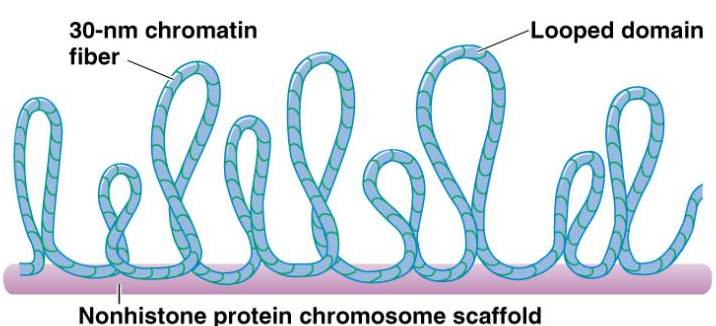 30-nm chromatin
fiber
Looped domain
Nonhistone protein chromosome scaffold